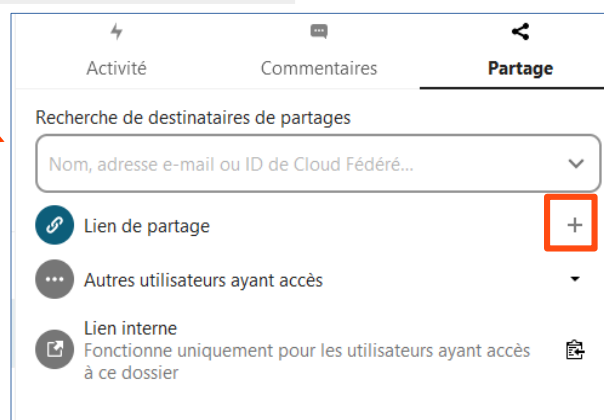 Activité Commentaires Partage
Recherche de destinataires de partages
Nom, adresse e-mail ou ID de Cloud Fédéré...
Lien de partage
Autres utilisateurs ayant accès
Lien interne
Fonctionne uniquement pour les utilisateurs ayant accès
à ce dossier